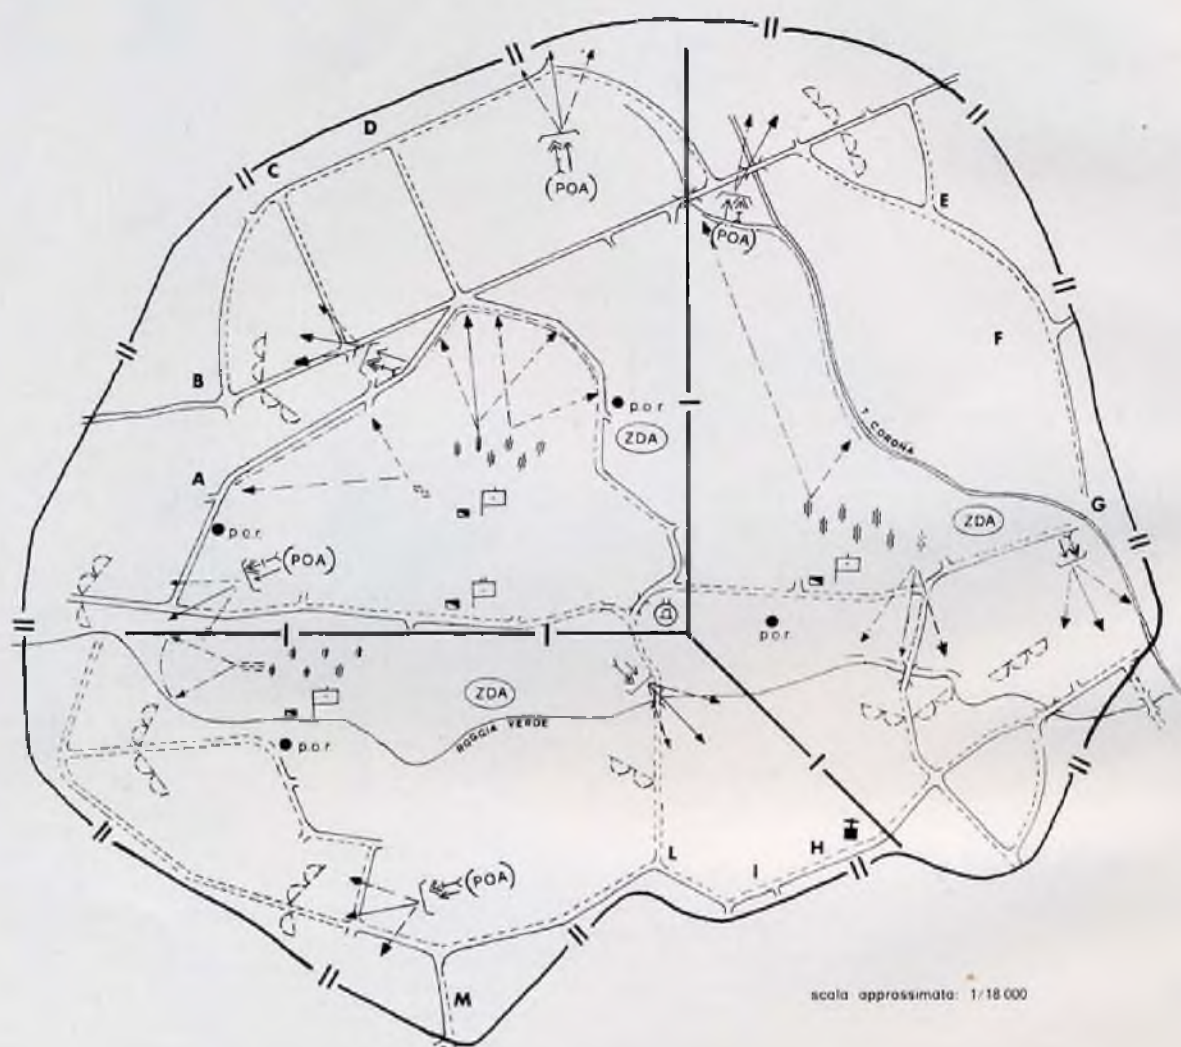 D
C
(POA)
E
(POA)
F
B
p.o.r.
ZDA
T. CORONA
A
G
ZDA
p.o.r.
(POA)
p.o.r.
ZDA
ROGGIA VERDE
p.o.r.
H
L
I
(POA)
M
scala approssimata: 1/18 000